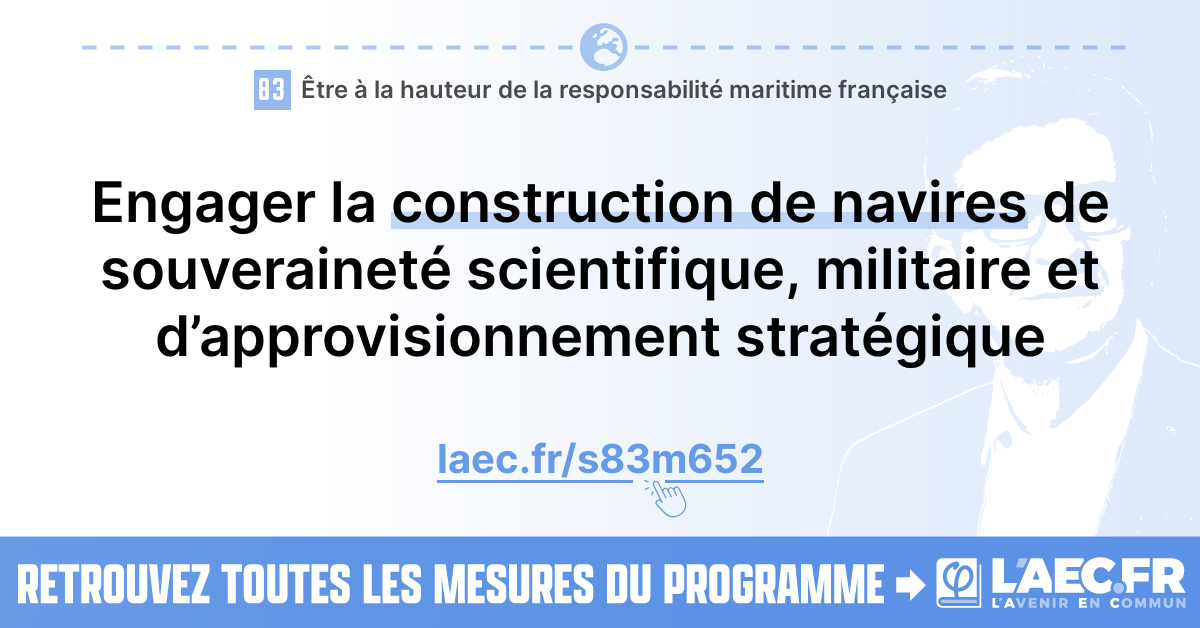 83 Être à la hauteur de la responsabilité maritime française
Engager la construction de navires de
souveraineté scientifique, militaire et
d’approvisionnement stratégique
laec.fr/s83m652
RETROUVEZ TOUTES LES MESURES DU PROGRAMME
L'AEC.FR
L'AVENIR EN COMMUN